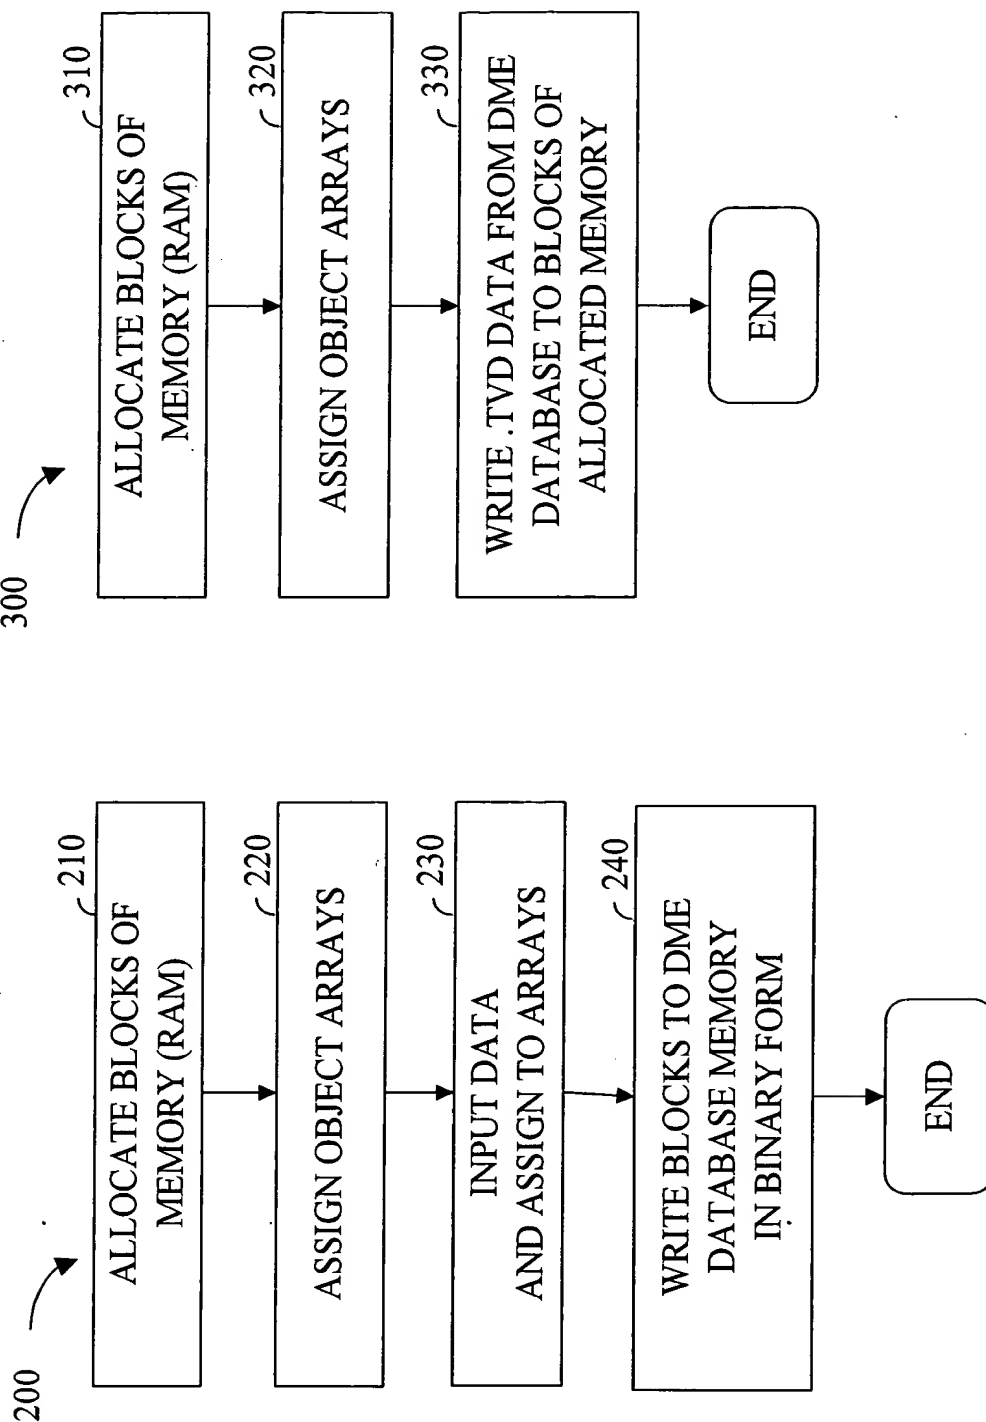 200
210
ALLOCATE BLOCKS OF
MEMORY (RAM)
220
ASSIGN OBJECT ARRAYS
230
INPUT DATA
AND ASSIGN TO ARRAYS
240
WRITE BLOCKS TO DME
DATABASE MEMORY
IN BINARY FORM
END
300
310
ALLOCATE BLOCKS OF
MEMORY (RAM)
320
ASSIGN OBJECT ARRAYS
330
WRITE .TVD DATA FROM DME
DATABASE TO BLOCKS OF
ALLOCATED MEMORY
END